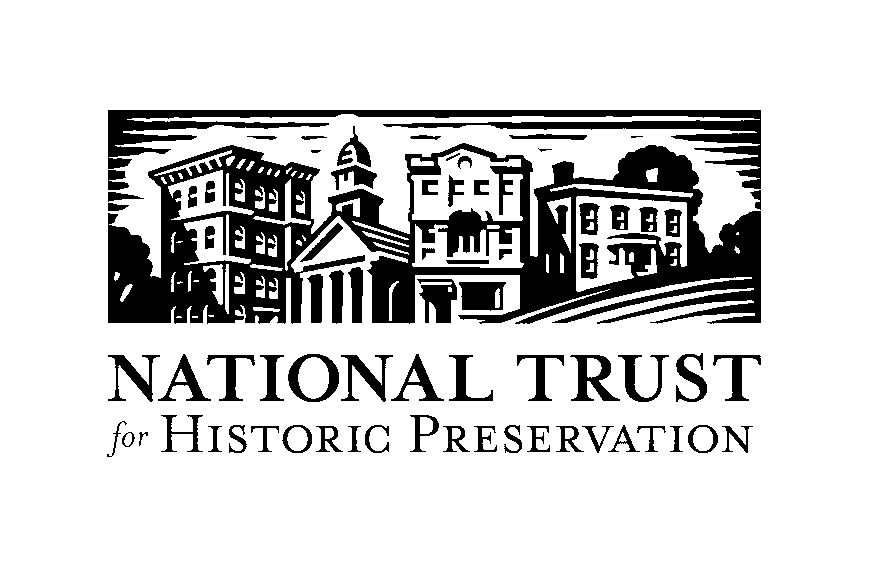 NATIONAL TRUST
for HISTORIC PRESERVATION